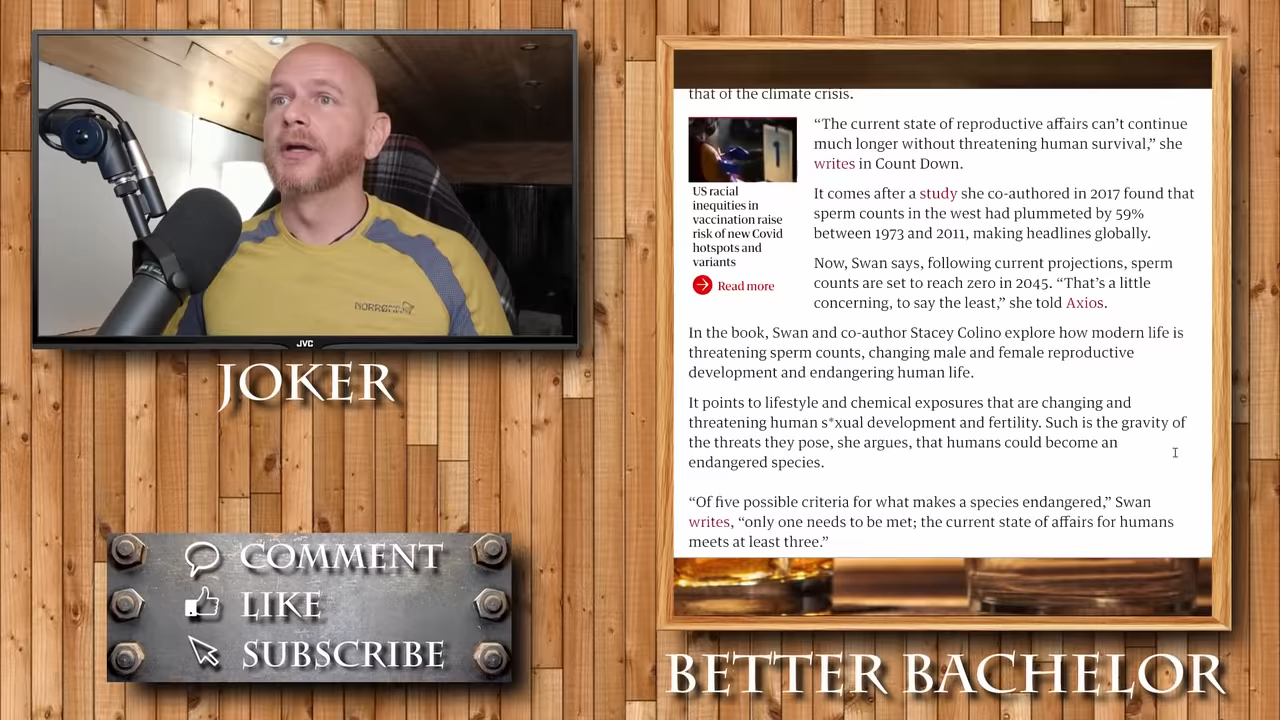 JVC
NORRØNA
JOKER
COMMENT
LIKE
SUBSCRIBE
that of the climate crisis.
1
US racial
inequities in
vaccination raise
risk of new Covid
hotspots and
variants
Read more
“The current state of reproductive affairs can’t continue
much longer without threatening human survival,” she
writes in Count Down.
It comes after a study she co-authored in 2017 found that
sperm counts in the west had plummeted by 59%
between 1973 and 2011, making headlines globally.
Now, Swan says, following current projections, sperm
counts are set to reach zero in 2045. “That’s a little
concerning, to say the least,” she told Axios.
In the book, Swan and co-author Stacey Colino explore how modern life is
threatening sperm counts, changing male and female reproductive
development and endangering human life.
It points to lifestyle and chemical exposures that are changing and
threatening human s*xual development and fertility. Such is the gravity of
the threats they pose, she argues, that humans could become an
endangered species.
“Of five possible criteria for what makes a species endangered,” Swan
writes, “only one needs to be met; the current state of affairs for humans
meets at least three.”
BETTER BACHELOR